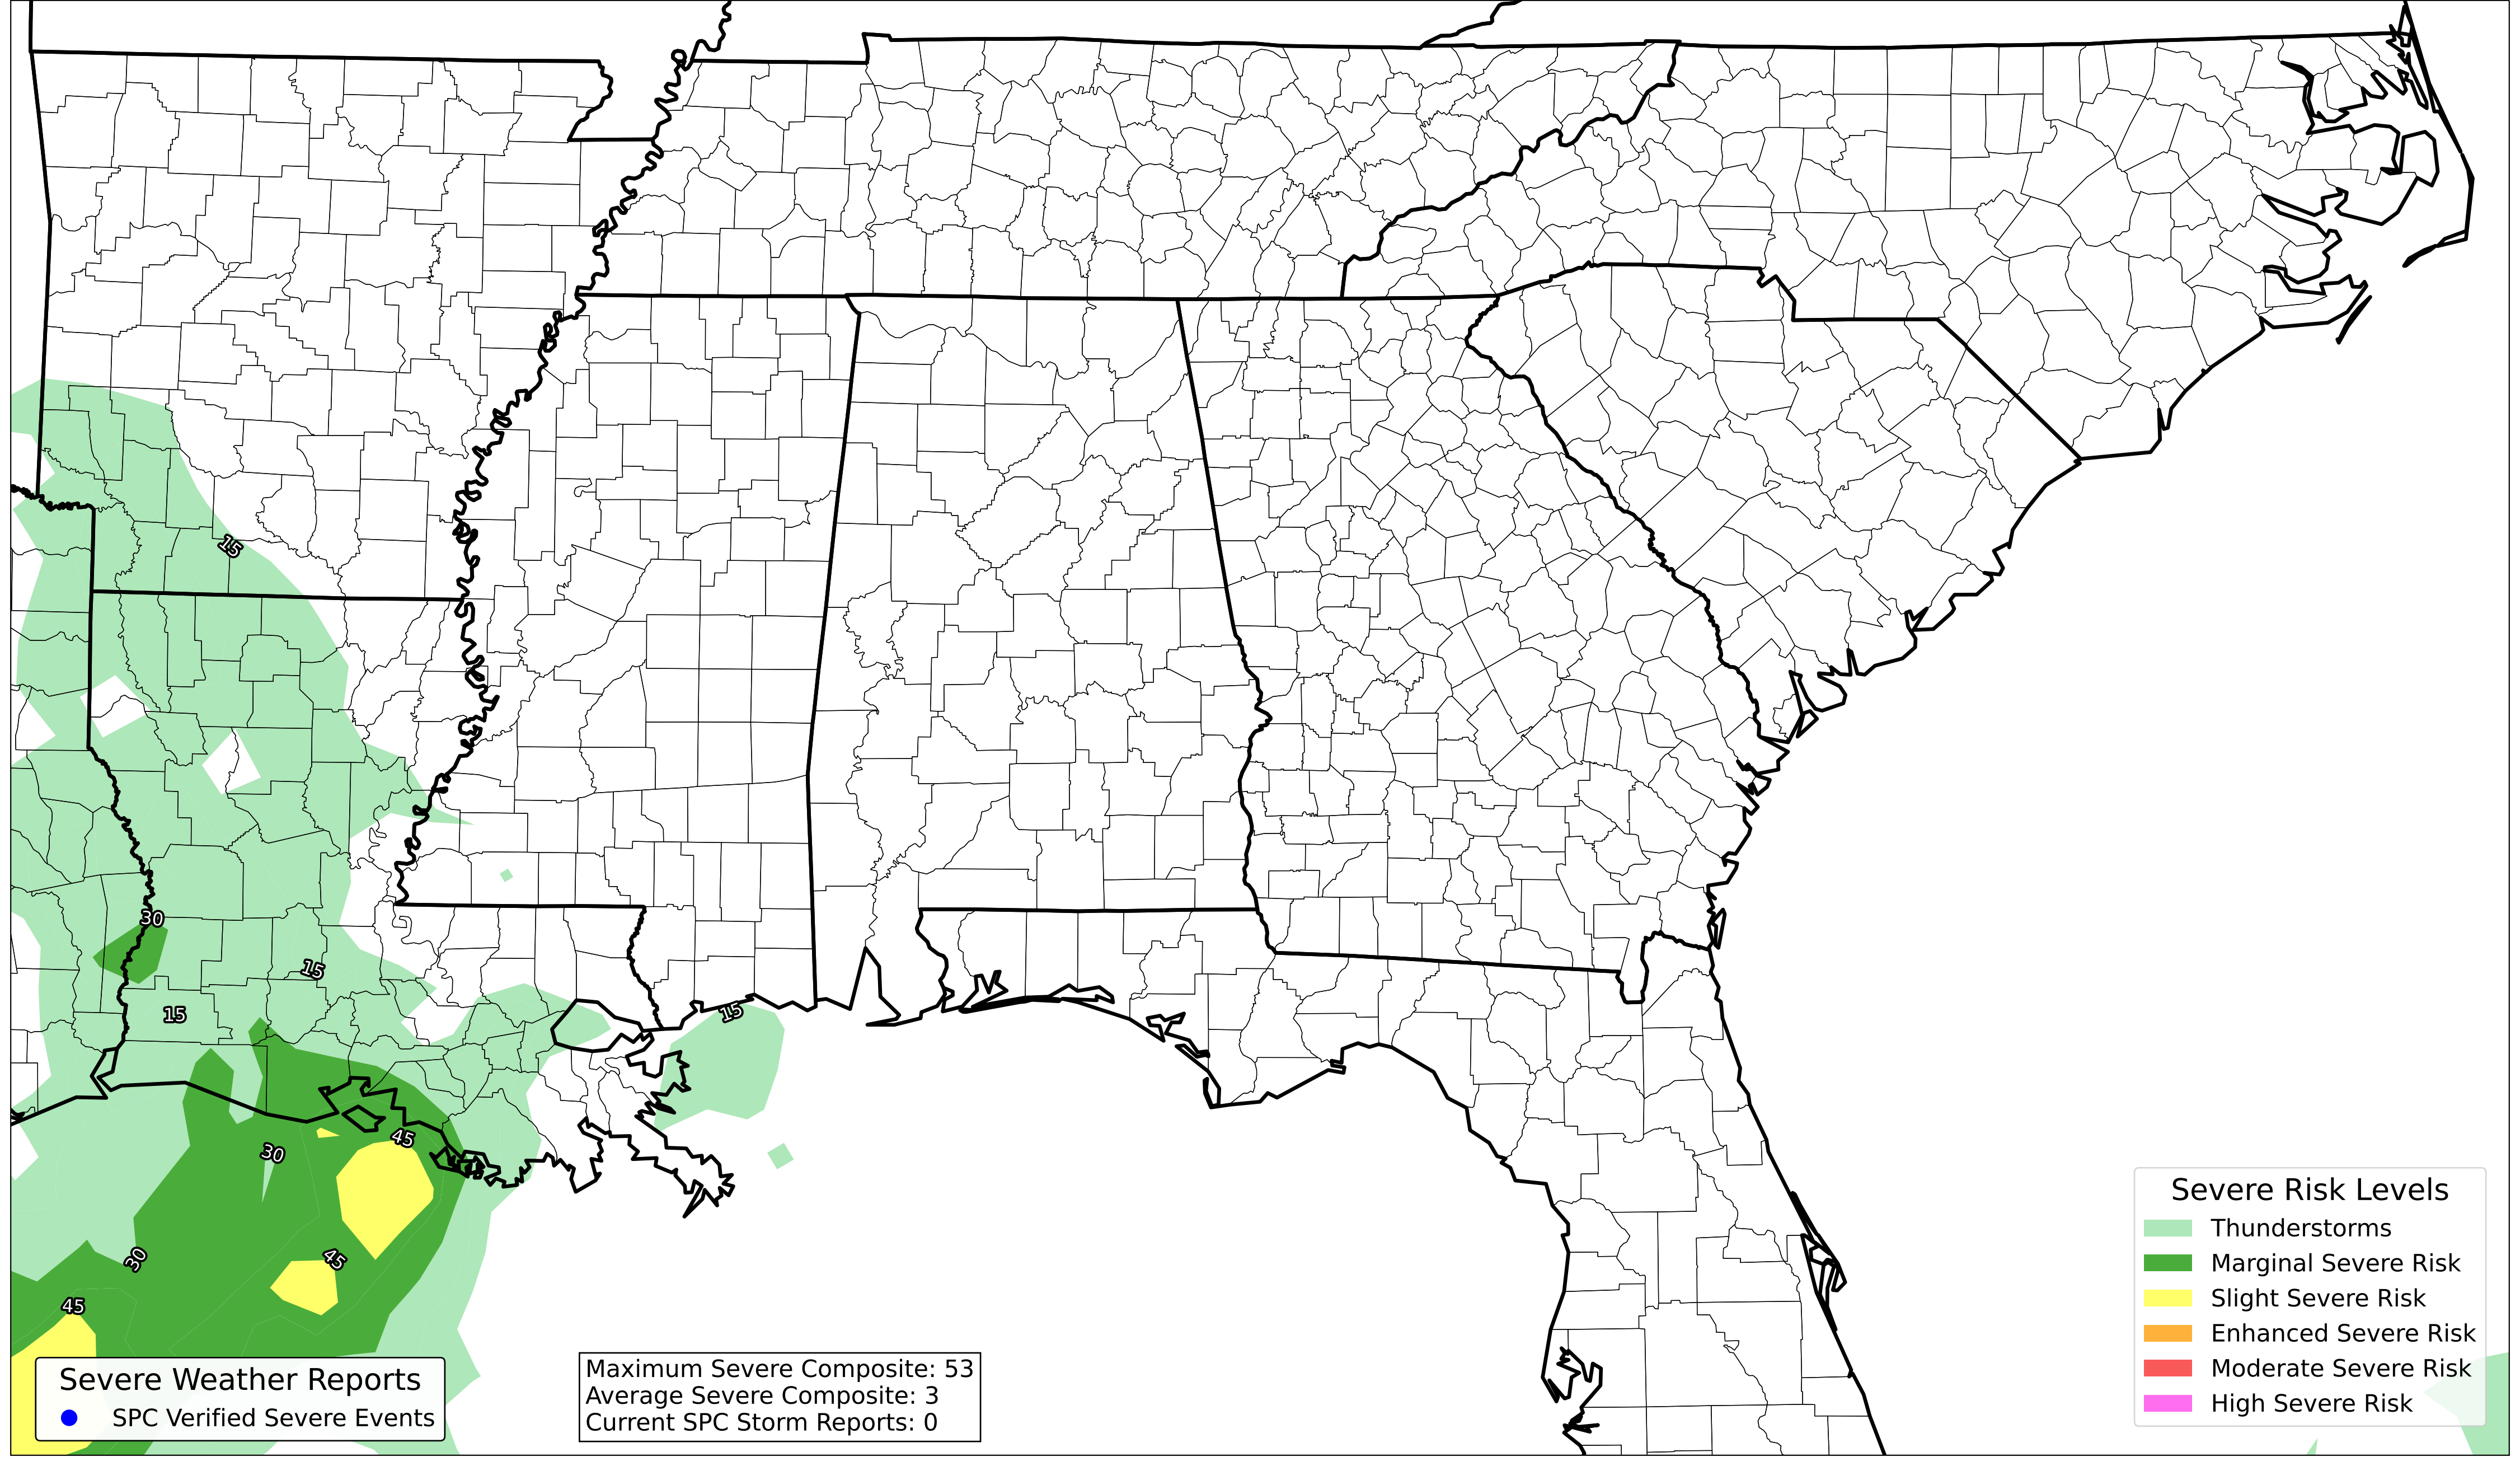 15
30
15
15
15
45
30
30
45
45
Severe Weather Reports
SPC Verified Severe Events
Maximum Severe Composite: 53
Average Severe Composite: 3
Current SPC Storm Reports: 0
Severe Risk Levels
Thunderstorms
Marginal Severe Risk
Slight Severe Risk
Enhanced Severe Risk
Moderate Severe Risk
High Severe Risk